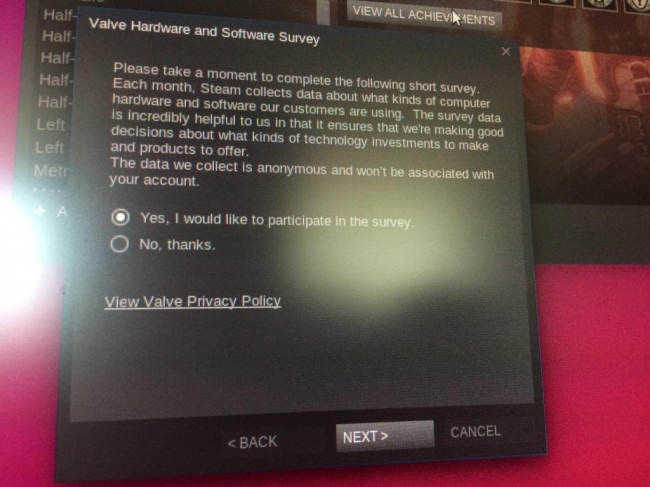 VIEW ALL ACHIEVEMENTS
Half-
Half-
Half-
Half-
Half-
Left
Left
Metr
+ A
Valve Hardware and Software Survey
Please take a moment to complete the following short survey.
Each month, Steam collects data about what kinds of computer
hardware and software our customers are using. The survey data
is incredibly helpful to us in that it ensures that we're making good
decisions about what kinds of technology investments to make
and products to offer.
The data we collect is anonymous and won't be associated with
your account.
Yes, I would like to participate in the survey.
No, thanks.
View Valve Privacy Policy
< BACK
NEXT >
CANCEL